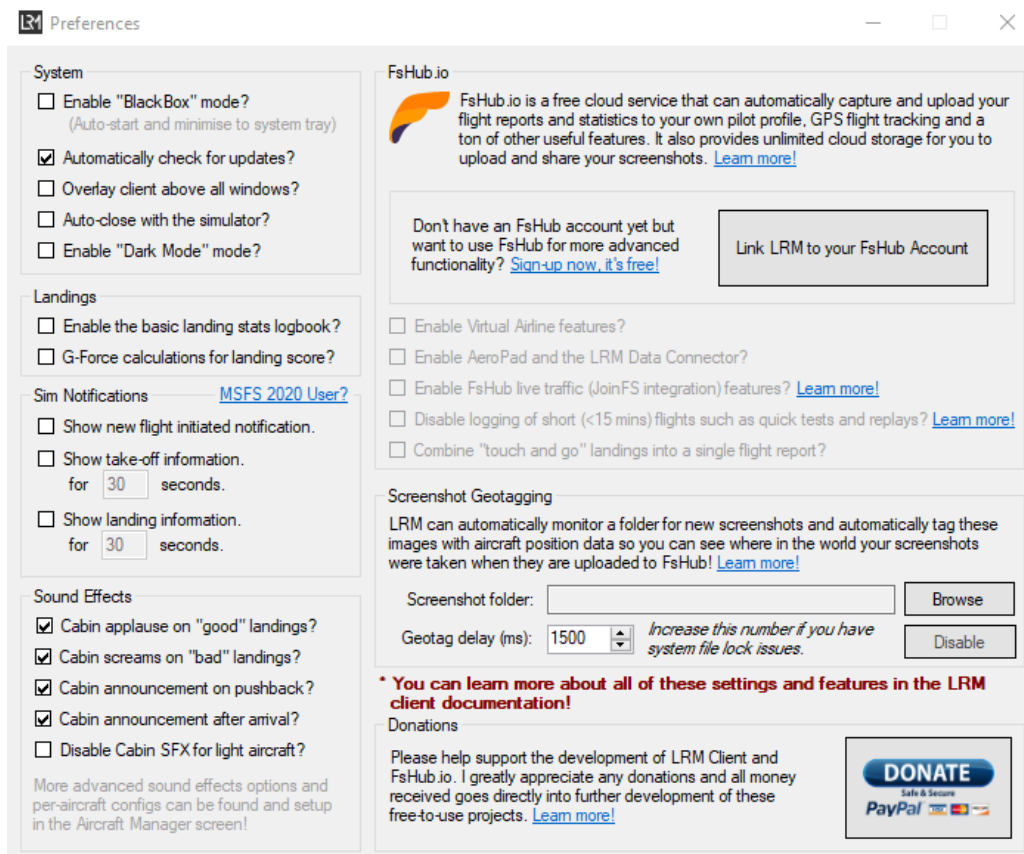 LRM Preferences
System
Enable "BlackBox" mode?
(Auto-start and minimise to system tray)
Automatically check for updates?
Overlay client above all windows?
Auto-close with the simulator?
Enable "Dark Mode" mode?
Landings
Enable the basic landing stats logbook?
G-Force calculations for landing score?
Sim Notifications MSFS 2020 User?
Show new flight initiated notification.
Show take-off information.
for 30 seconds.
Show landing information.
for 30 seconds.
Sound Effects
Cabin applause on "good" landings?
Cabin screams on "bad" landings?
Cabin announcement on pushback?
Cabin announcement after arrival?
Disable Cabin SFX for light aircraft?
More advanced sound effects options and
per-aircraft configs can be found and setup
in the Aircraft Manager screen!
FsHub.io
FsHub.io is a free cloud service that can automatically capture and upload your
flight reports and statistics to your own pilot profile, GPS flight tracking and a
ton of other useful features. It also provides unlimited cloud storage for you to
upload and share your screenshots. Learn more!
Don't have an FsHub account yet but
want to use FsHub for more advanced
functionality? Sign-up now, it's free!
Link LRM to your FsHub Account
Enable Virtual Airline features?
Enable AeroPad and the LRM Data Connector?
Enable FsHub live traffic (JoinFS integration) features? Learn more!
Disable logging of short (<15 mins) flights such as quick tests and replays? Learn more!
Combine "touch and go" landings into a single flight report?
Screenshot Geotagging
LRM can automatically monitor a folder for new screenshots and automatically tag these
images with aircraft position data so you can see where in the world your screenshots
were taken when they are uploaded to FsHub! Learn more!
Screenshot folder: Browse
Geotag delay (ms): 1500 Increase this number if you have
system file lock issues. Disable
* You can learn more about all of these settings and features in the LRM
client documentation!
Donations
Please help support the development of LRM Client and
FsHub.io. I greatly appreciate any donations and all money
received goes directly into further development of these
free-to-use projects. Learn more!
DONATE
Safe & Secure
PayPal